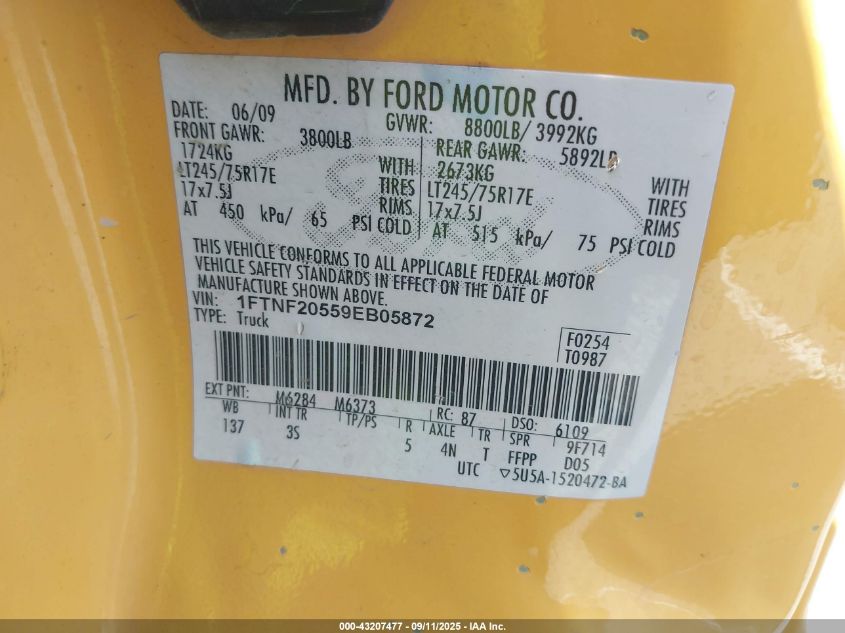 MFD. BY FORD MOTOR CO.
DATE: 06/09 GVWR: 8800LB/ 3992KG
FRONT GAWR: 3800LB REAR GAWR: 5892LB
1724KG WITH 2673KG WITH
LT245/75R17E TIRES LT245/75R17E TIRES
17x7.5J RIMS 17x7.5J RIMS
AT 450 kPa/ 65 PSI COLD AT 515 kPa/ 75 PSI COLD
THIS VEHICLE CONFORMS TO ALL APPLICABLE FEDERAL MOTOR
VEHICLE SAFETY STANDARDS IN EFFECT ON THE DATE OF
MANUFACTURE SHOWN ABOVE.
VIN: 1FTNF20559EB05872
TYPE: Truck
F0254
T0987
EXT PNT: M6284 M6373 RC: 87 DSO: 6109
WB INT TR TP/PS R AXLE TR SPR 9F714
137 3S 5 4N T FFPP D05
UTC ▽5U5A-1520472-BA
000-43207477 - 09/11/2025 - IAA Inc.